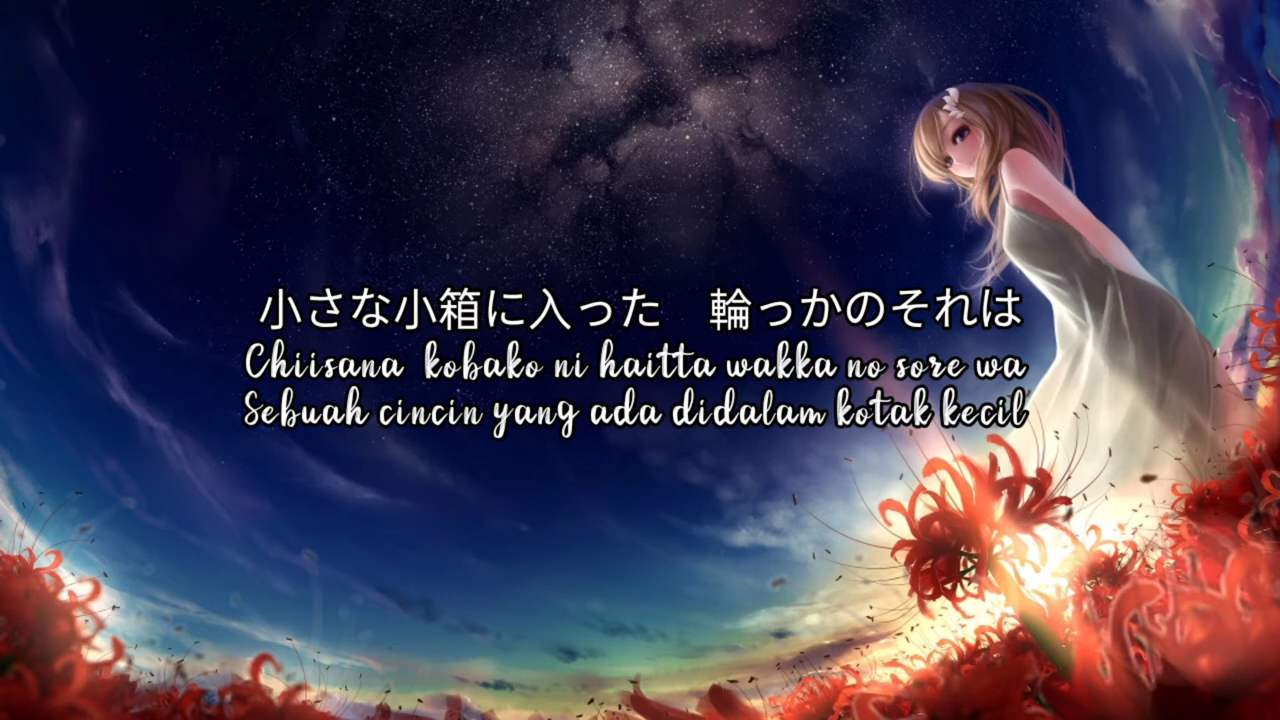 小さな小箱に入った　輪っかのそれは
Chiisana kobako ni haitta wakka no sore wa
Sebuah cincin yang ada didalam kotak kecil